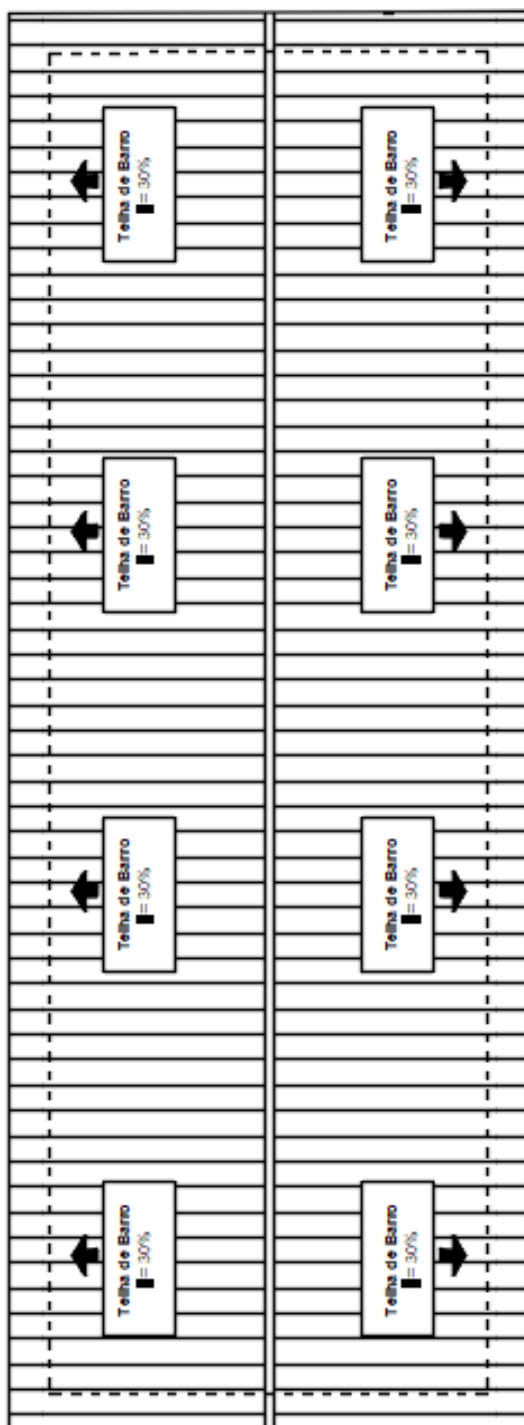 Telha de Barro
= 30%
Telha de Barro
= 30%
Telha de Barro
= 30%
Telha de Barro
= 30%
Telha de Barro
= 30%
Telha de Barro
= 30%
Telha de Barro
= 30%
Telha de Barro
= 30%